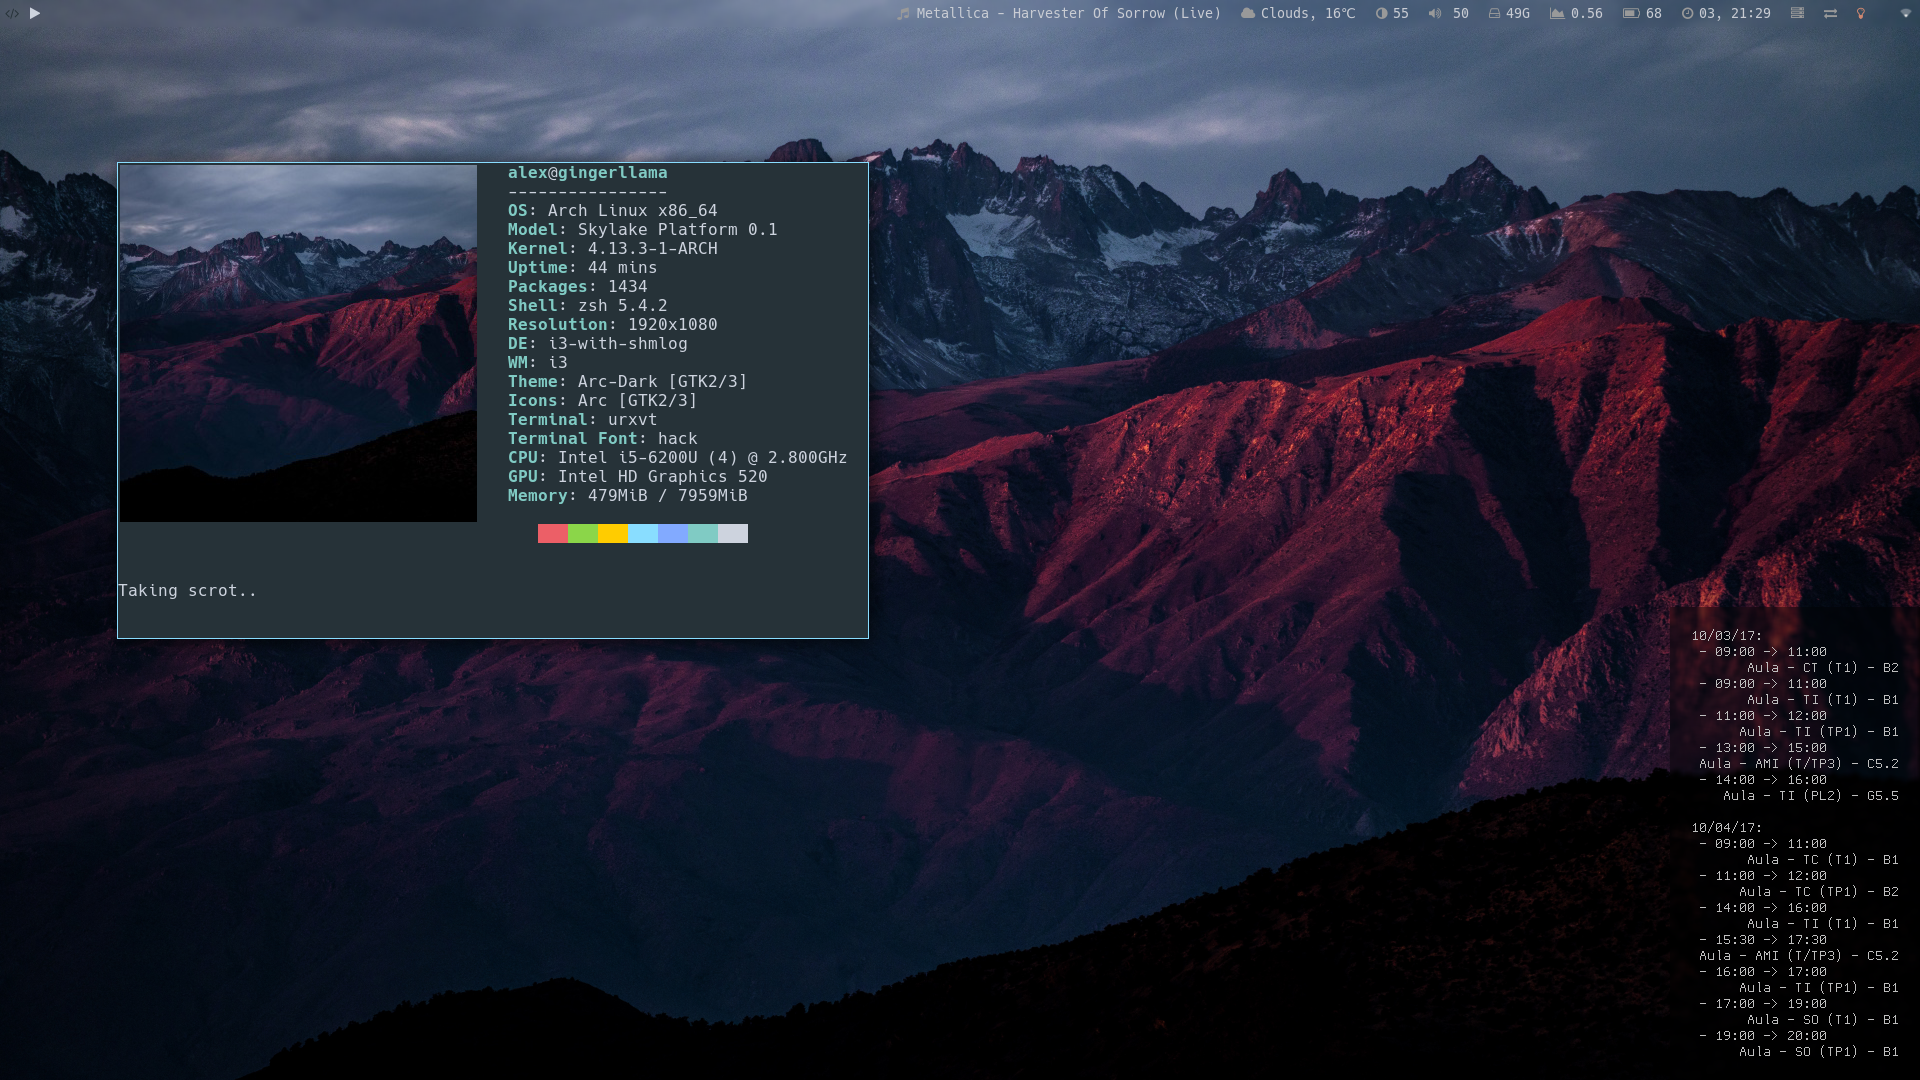 </>
Metallica - Harvester Of Sorrow (Live) Clouds, 16℃ 55 50 49G 0.56 68 03, 21:29
alex@gingerllama
----------------
OS: Arch Linux x86_64
Model: Skylake Platform 0.1
Kernel: 4.13.3-1-ARCH
Uptime: 44 mins
Packages: 1434
Shell: zsh 5.4.2
Resolution: 1920x1080
DE: i3-with-shmlog
WM: i3
Theme: Arc-Dark [GTK2/3]
Icons: Arc [GTK2/3]
Terminal: urxvt
Terminal Font: hack
CPU: Intel i5-6200U (4) @ 2.800GHz
GPU: Intel HD Graphics 520
Memory: 479MiB / 7959MiB
Taking scrot..
10/03/17:
- 09:00 -> 11:00
Aula - CT (T1) - B2
- 09:00 -> 11:00
Aula - TI (T1) - B1
- 11:00 -> 12:00
Aula - TI (TP1) - B1
- 13:00 -> 15:00
Aula - AMI (T/TP3) - C5.2
- 14:00 -> 16:00
Aula - TI (PL2) - G5.5
10/04/17:
- 09:00 -> 11:00
Aula - TC (T1) - B1
- 11:00 -> 12:00
Aula - TC (TP1) - B2
- 14:00 -> 16:00
Aula - TI (T1) - B1
- 15:30 -> 17:30
Aula - AMI (T/TP3) - C5.2
- 16:00 -> 17:00
Aula - TI (TP1) - B1
- 17:00 -> 19:00
Aula - SO (T1) - B1
- 19:00 -> 20:00
Aula - SO (TP1) - B1